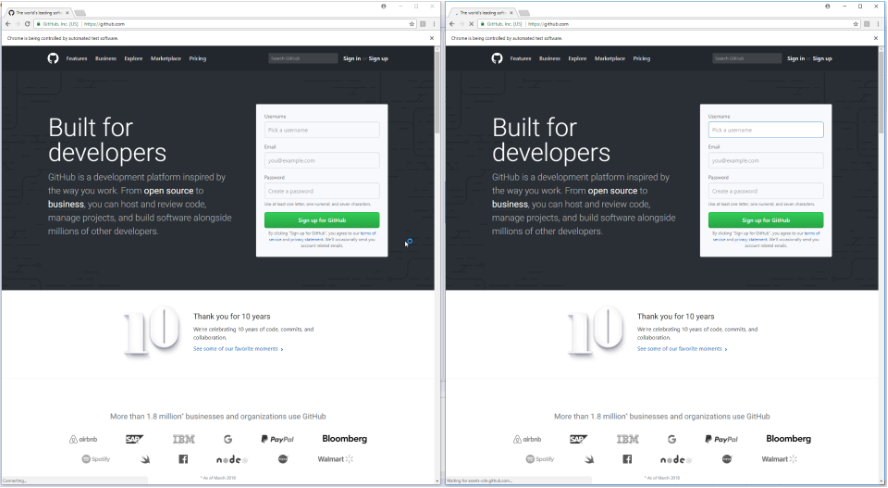 The world's leading softw
GitHub, Inc. [US] | https://github.com
Chrome is being controlled by automated test software.
Features Business Explore Marketplace Pricing Search GitHub Sign in or Sign up
Built for
developers
GitHub is a development platform inspired by
the way you work. From open source to
business, you can host and review code,
manage projects, and build software alongside
millions of other developers.
Username
Pick a username
Email
you@example.com
Password
Create a password
Use at least one letter, one numeral, and seven characters.
Sign up for GitHub
By clicking "Sign up for GitHub", you agree to our terms of
service and privacy statement. We'll occasionally send you
account related emails.
10
Thank you for 10 years
We're celebrating 10 years of code, commits, and
collaboration.
See some of our favorite moments
More than 1.8 million* businesses and organizations use GitHub
airbnb SAP IBM G PayPal Bloomberg
Spotify node Walmart
* As of March 2018
Connecting...
The world's leading softw
GitHub, Inc. [US] | https://github.com
Chrome is being controlled by automated test software.
Features Business Explore Marketplace Pricing Search GitHub Sign in or Sign up
Built for
developers
GitHub is a development platform inspired by
the way you work. From open source to
business, you can host and review code,
manage projects, and build software alongside
millions of other developers.
Username
Pick a username
Email
you@example.com
Password
Create a password
Use at least one letter, one numeral, and seven characters.
Sign up for GitHub
By clicking "Sign up for GitHub", you agree to our terms of
service and privacy statement. We'll occasionally send you
account related emails.
10
Thank you for 10 years
We're celebrating 10 years of code, commits, and
collaboration.
See some of our favorite moments
More than 1.8 million* businesses and organizations use GitHub
airbnb SAP IBM G PayPal Bloomberg
Spotify node Walmart
* As of March 2018
Waiting for assets-cdn.github.com...